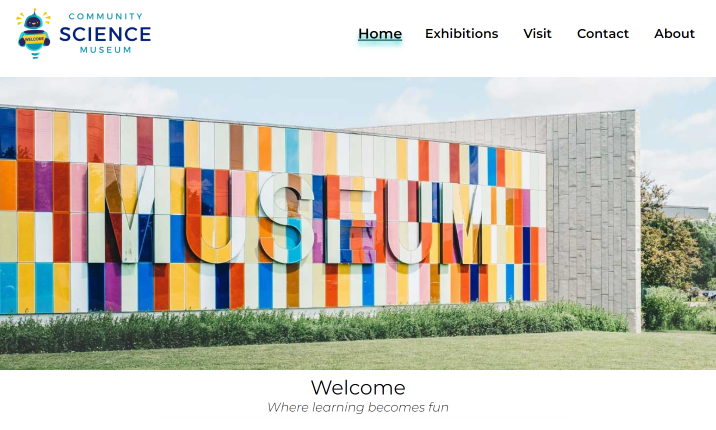 COMMUNITY
SCIENCE
MUSEUM
WELCOME
Home Exhibitions Visit Contact About
MUSEUM
Welcome
Where learning becomes fun